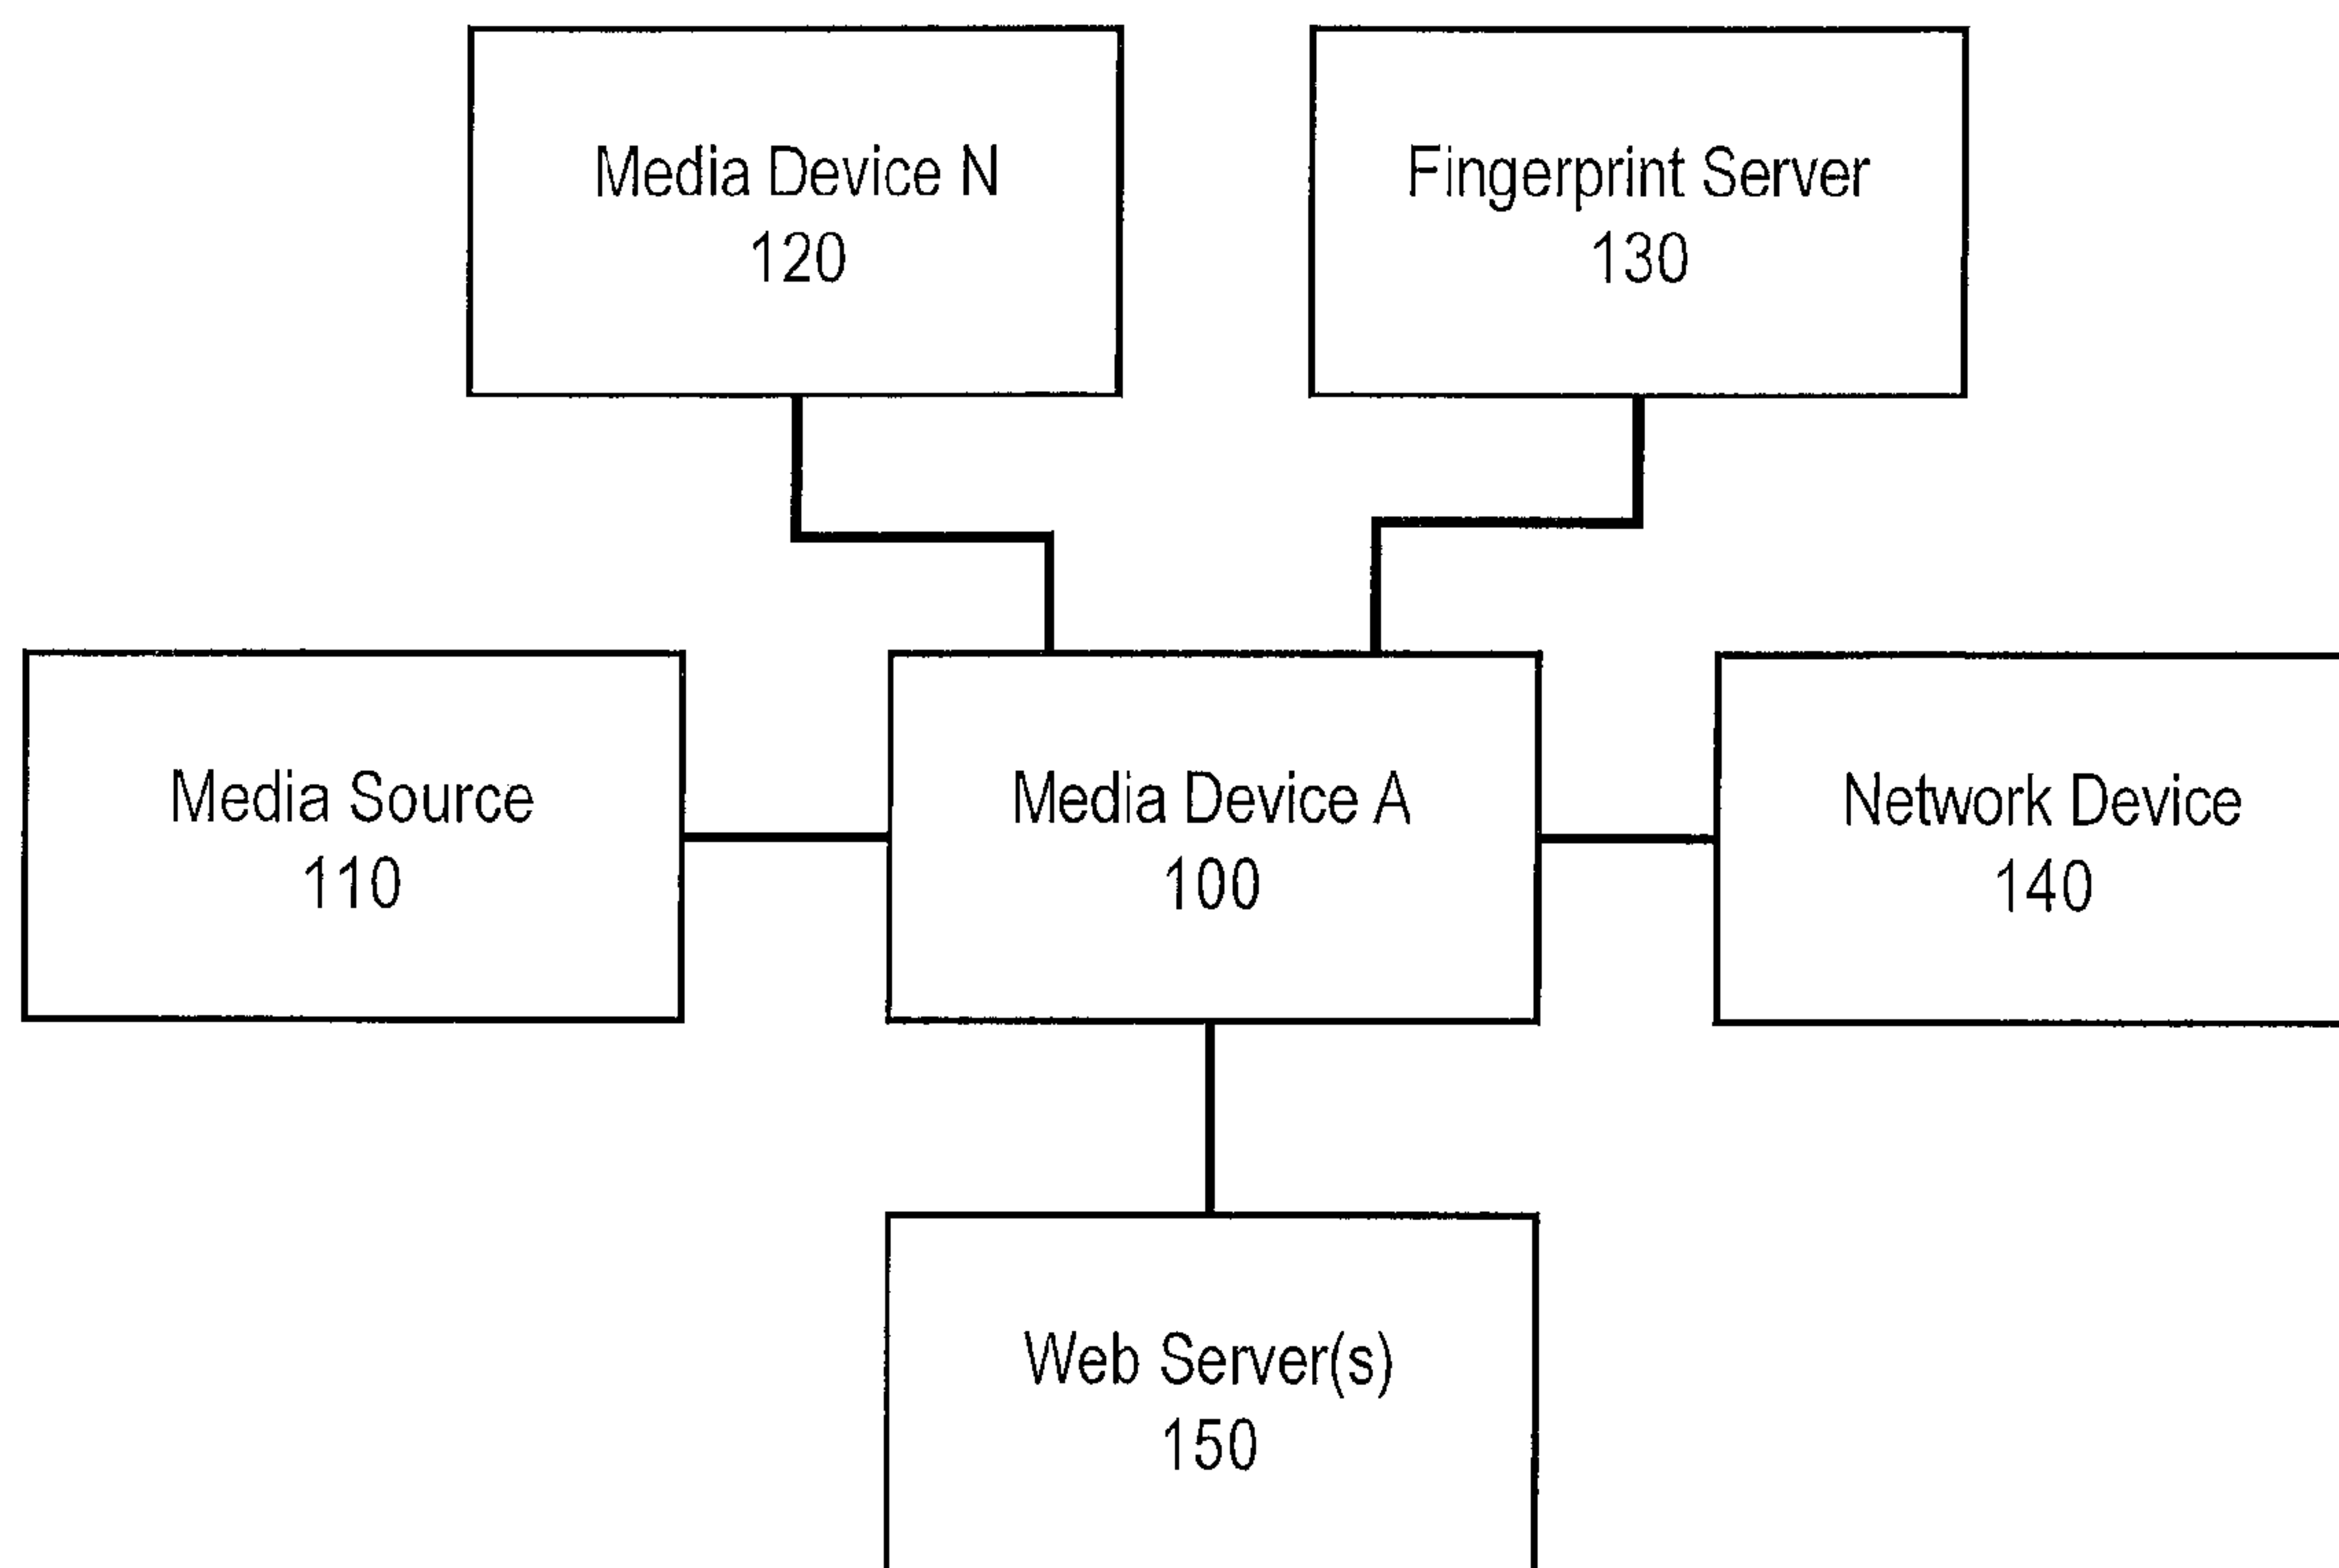 Media Device N
120
Fingerprint Server
130
Media Source
110
Media Device A
100
Network Device
140
Web Server(s)
150